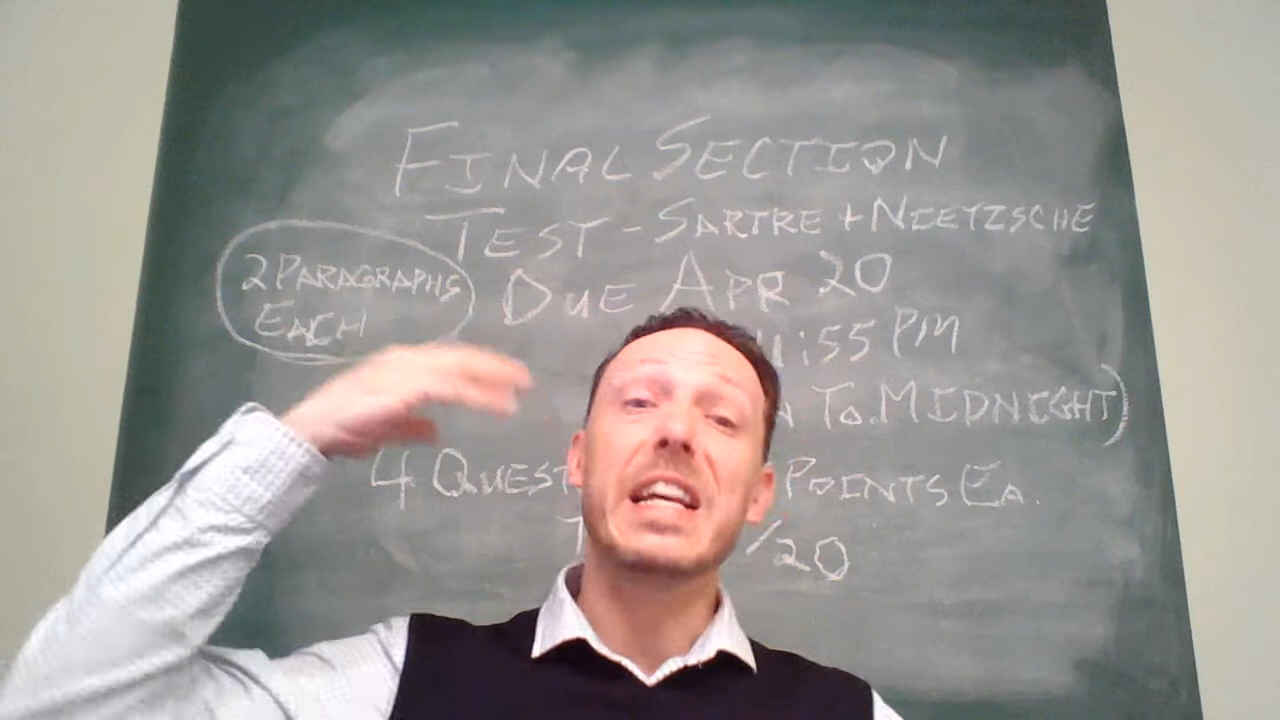 FINAL SECTION
TEST - SARTRE + NIETZSCHE
2 PARAGRAPHS
EACH
DUE APR 20
:55 PM
TO MIDNIGHT)
4 QUEST POINTS EA.
/20